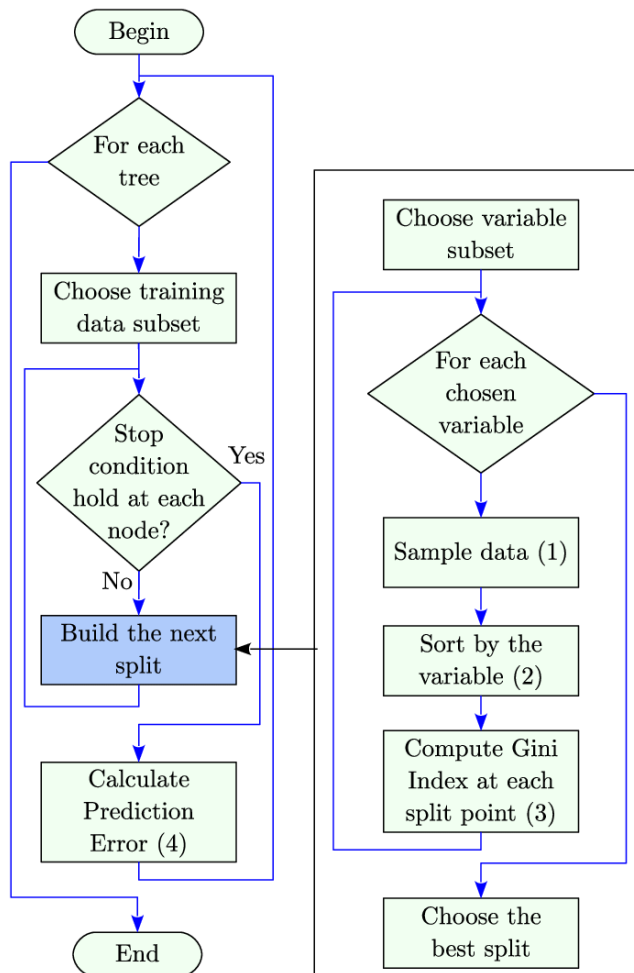 Begin
For each
tree
Choose training
data subset
Stop
condition
hold at each
node?
Yes
No
Build the next
split
Calculate
Prediction
Error (4)
End
Choose variable
subset
For each
chosen
variable
Sample data (1)
Sort by the
variable (2)
Compute Gini
Index at each
split point (3)
Choose the
best split